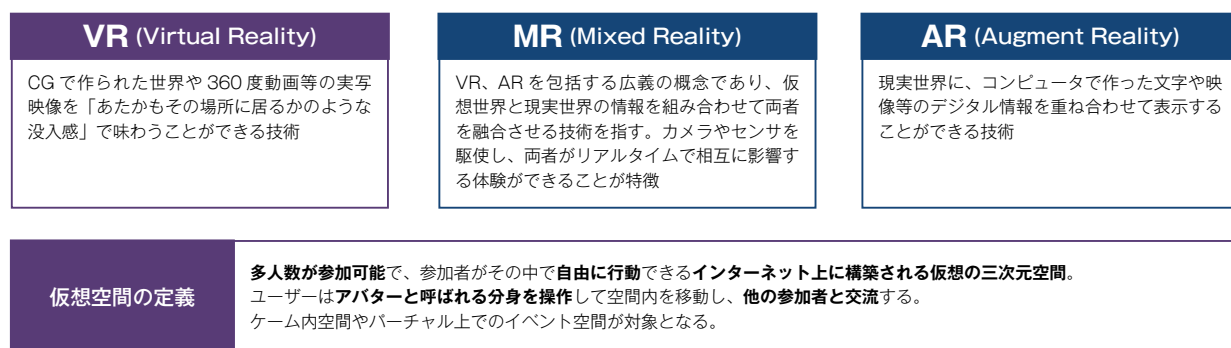 VR (Virtual Reality)
CG で作られた世界や 360 度動画等の実写
映像を「あたかもその場所に居るかのような
没入感」で味わうことができる技術
MR (Mixed Reality)
VR、AR を包括する広義の概念であり、仮
想世界と現実世界の情報を組み合わせて両者
を融合させる技術を指す。カメラやセンサを
駆使し、両者がリアルタイムで相互に影響す
る体験ができることが特徴
AR (Augment Reality)
現実世界に、コンピュータで作った文字や映
像等のデジタル情報を重ね合わせて表示する
ことができる技術
仮想空間の定義
多人数が参加可能で、参加者がその中で自由に行動できるインターネット上に構築される仮想の三次元空間。
ユーザーはアバターと呼ばれる分身を操作して空間内を移動し、他の参加者と交流する。
ゲーム内空間やバーチャル上でのイベント空間が対象となる。